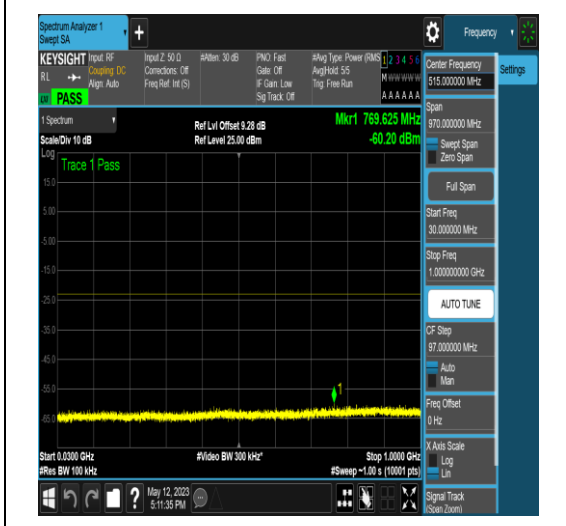 Spectrum Analyzer 1
Swept SA
+
Frequency
KEYSIGHT
RL
PASS
Input: RF
Coupling: DC
Align: Auto
Input Z: 50 Ω
Corrections: Off
Freq Ref: Int (S)
#Atten: 30 dB
PNO: Fast
Gate: Off
IF Gain: Low
Sig Track: Off
#Avg Type: Power (RMS
Avg|Hold: 5/5
Trig: Free Run
1 2 3 4 5 6
M W W W W W
A A A A A A
Center Frequency
515.000000 MHz
Settings
1 Spectrum
Scale/Div 10 dB
Ref Lvl Offset 9.28 dB
Ref Level 25.00 dBm
Mkr1 769.625 MHz
-60.20 dBm
Span
970.000000 MHz
Swept Span
Zero Span
Full Span
Log
Trace 1 Pass
15.0
5.00
-5.00
-15.0
-25.0
-35.0
-45.0
-55.0
-65.0
1
Start Freq
30.000000 MHz
Stop Freq
1.000000000 GHz
AUTO TUNE
CF Step
97.000000 MHz
Auto
Man
Freq Offset
0 Hz
X Axis Scale
Log
Lin
Signal Track
(Span Zoom)
Start 0.0300 GHz
#Res BW 100 kHz
#Video BW 300 kHz*
Stop 1.0000 GHz
#Sweep ~1.00 s (10001 pts)
?
May 12, 2023
5:11:35 PM